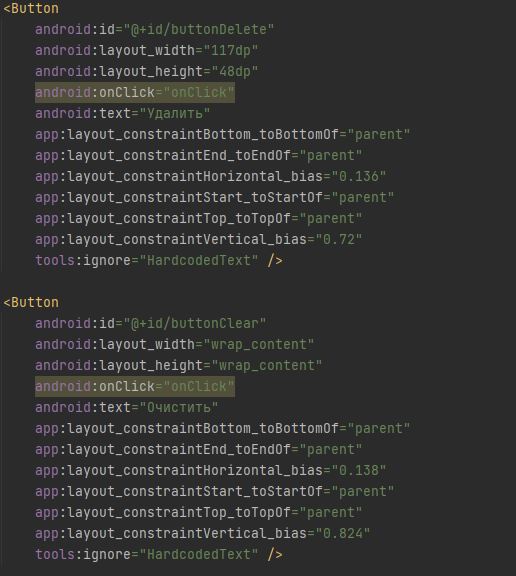 <Button
android:id="@+id/buttonDelete"
android:layout_width="117dp"
android:layout_height="48dp"
android:onClick="onClick"
android:text="Удалить"
app:layout_constraintBottom_toBottomOf="parent"
app:layout_constraintEnd_toEndOf="parent"
app:layout_constraintHorizontal_bias="0.136"
app:layout_constraintStart_toStartOf="parent"
app:layout_constraintTop_toTopOf="parent"
app:layout_constraintVertical_bias="0.72"
tools:ignore="HardcodedText" />
<Button
android:id="@+id/buttonClear"
android:layout_width="wrap_content"
android:layout_height="wrap_content"
android:onClick="onClick"
android:text="Очистить"
app:layout_constraintBottom_toBottomOf="parent"
app:layout_constraintEnd_toEndOf="parent"
app:layout_constraintHorizontal_bias="0.138"
app:layout_constraintStart_toStartOf="parent"
app:layout_constraintTop_toTopOf="parent"
app:layout_constraintVertical_bias="0.824"
tools:ignore="HardcodedText" />